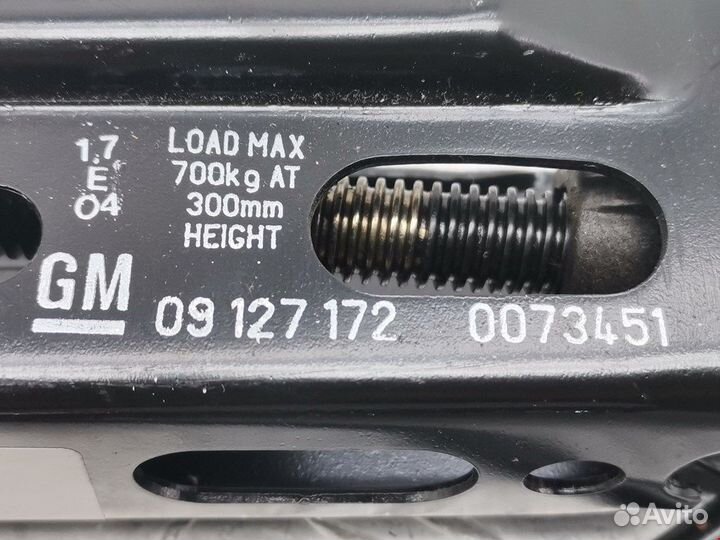 1.7
E
04
LOAD MAX
700kg AT
300mm
HEIGHT
GM
09 127 172 0073451
Avito